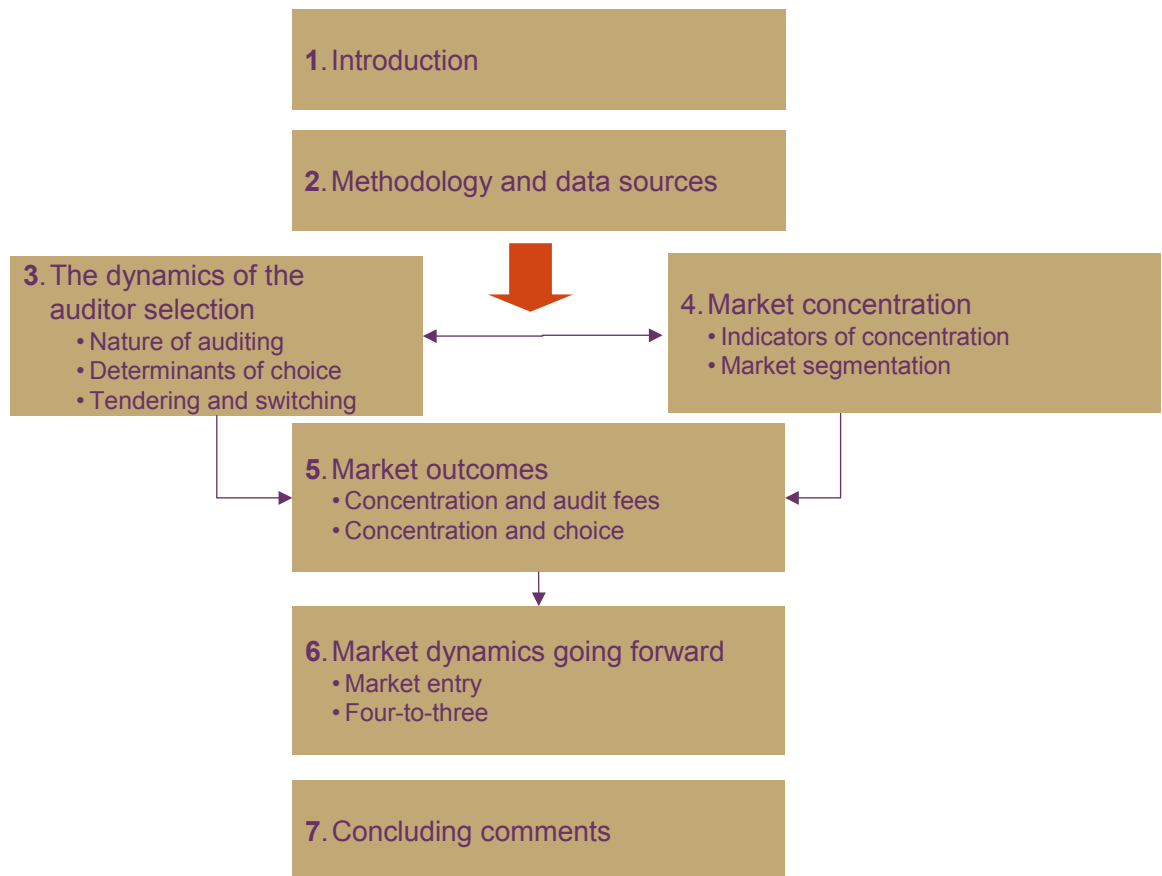 1. Introduction
2. Methodology and data sources
3. The dynamics of the
auditor selection
• Nature of auditing
• Determinants of choice
• Tendering and switching
4. Market concentration
• Indicators of concentration
• Market segmentation
5. Market outcomes
• Concentration and audit fees
• Concentration and choice
6. Market dynamics going forward
• Market entry
• Four-to-three
7. Concluding comments